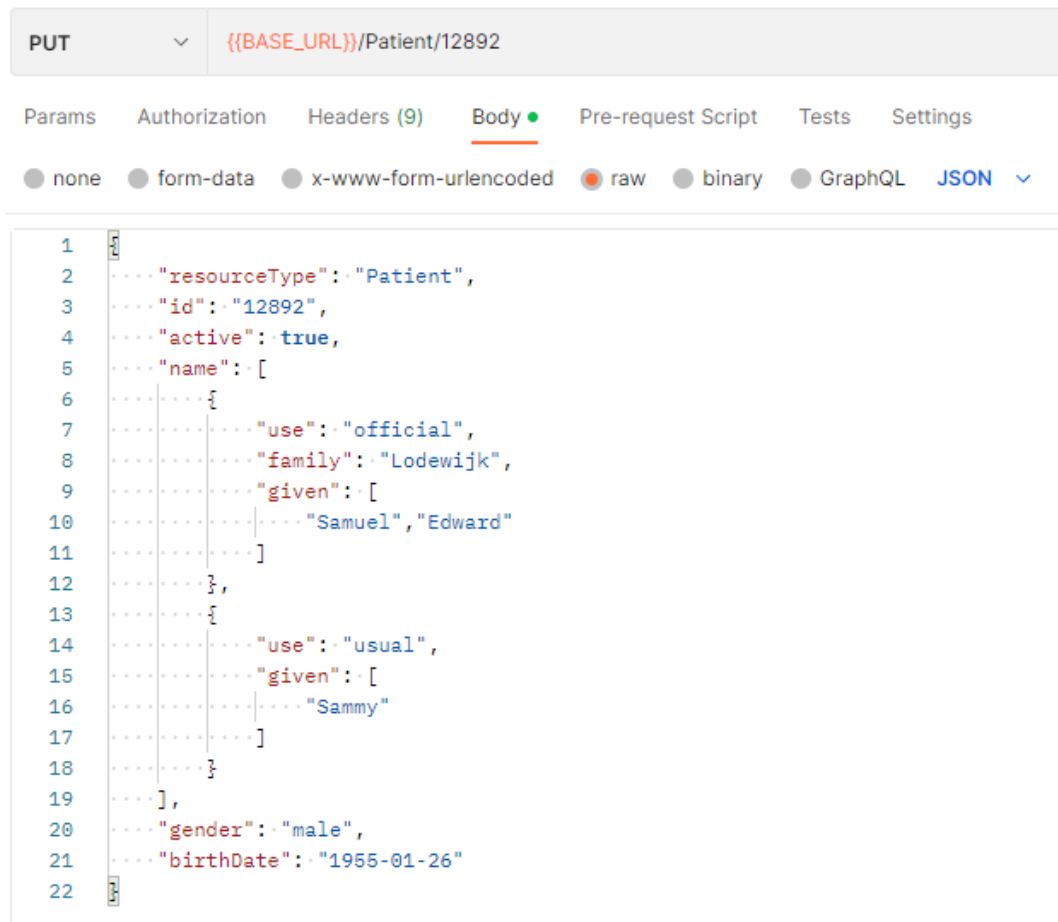 PUT {{BASE_URL}}/Patient/12892
Params Authorization Headers (9) Body Pre-request Script Tests Settings
none form-data x-www-form-urlencoded raw binary GraphQL JSON
1 {
2 "resourceType": "Patient",
3 "id": "12892",
4 "active": true,
5 "name": [
6 {
7 "use": "official",
8 "family": "Lodewijk",
9 "given": [
10 "Samuel","Edward"
11 ]
12 },
13 {
14 "use": "usual",
15 "given": [
16 "Sammy"
17 ]
18 }
19 ],
20 "gender": "male",
21 "birthDate": "1955-01-26"
22 }